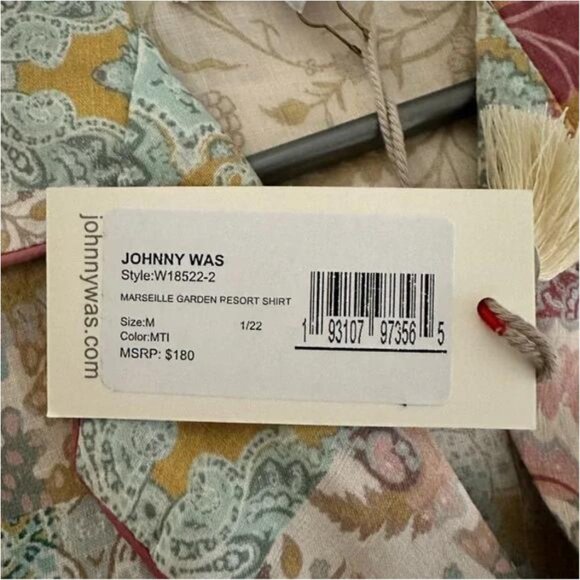 johnnywas.com
JOHNNY WAS
Style:W18522-2
MARSEILLE GARDEN RESORT SHIRT
Size:M 1/22
Color:MTI
MSRP: $180
1 93107 97356 5